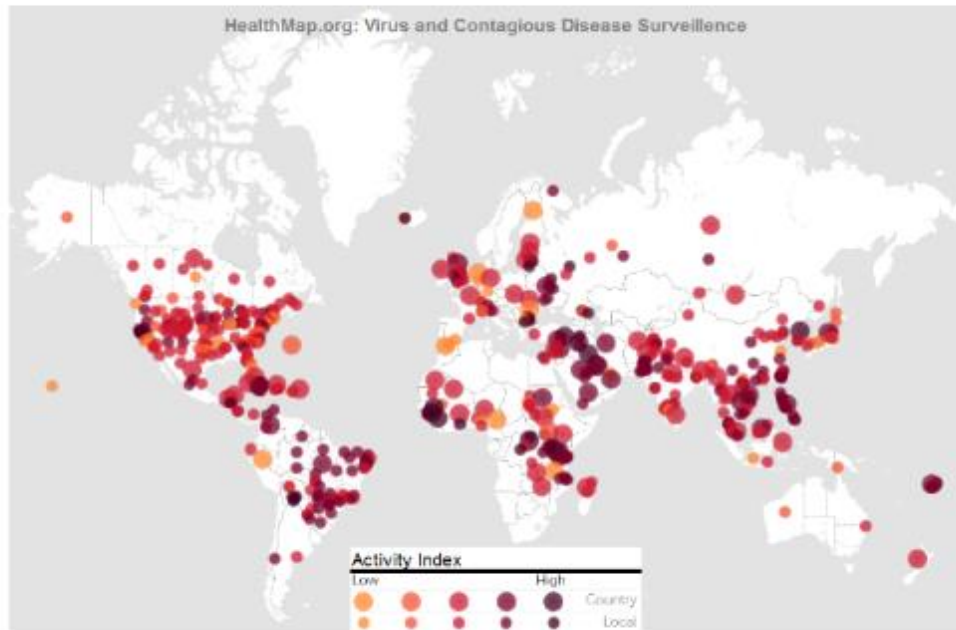 HealthMap.org: Virus and Contagious Disease Surveillence
Activity Index
Low High
Country
Local